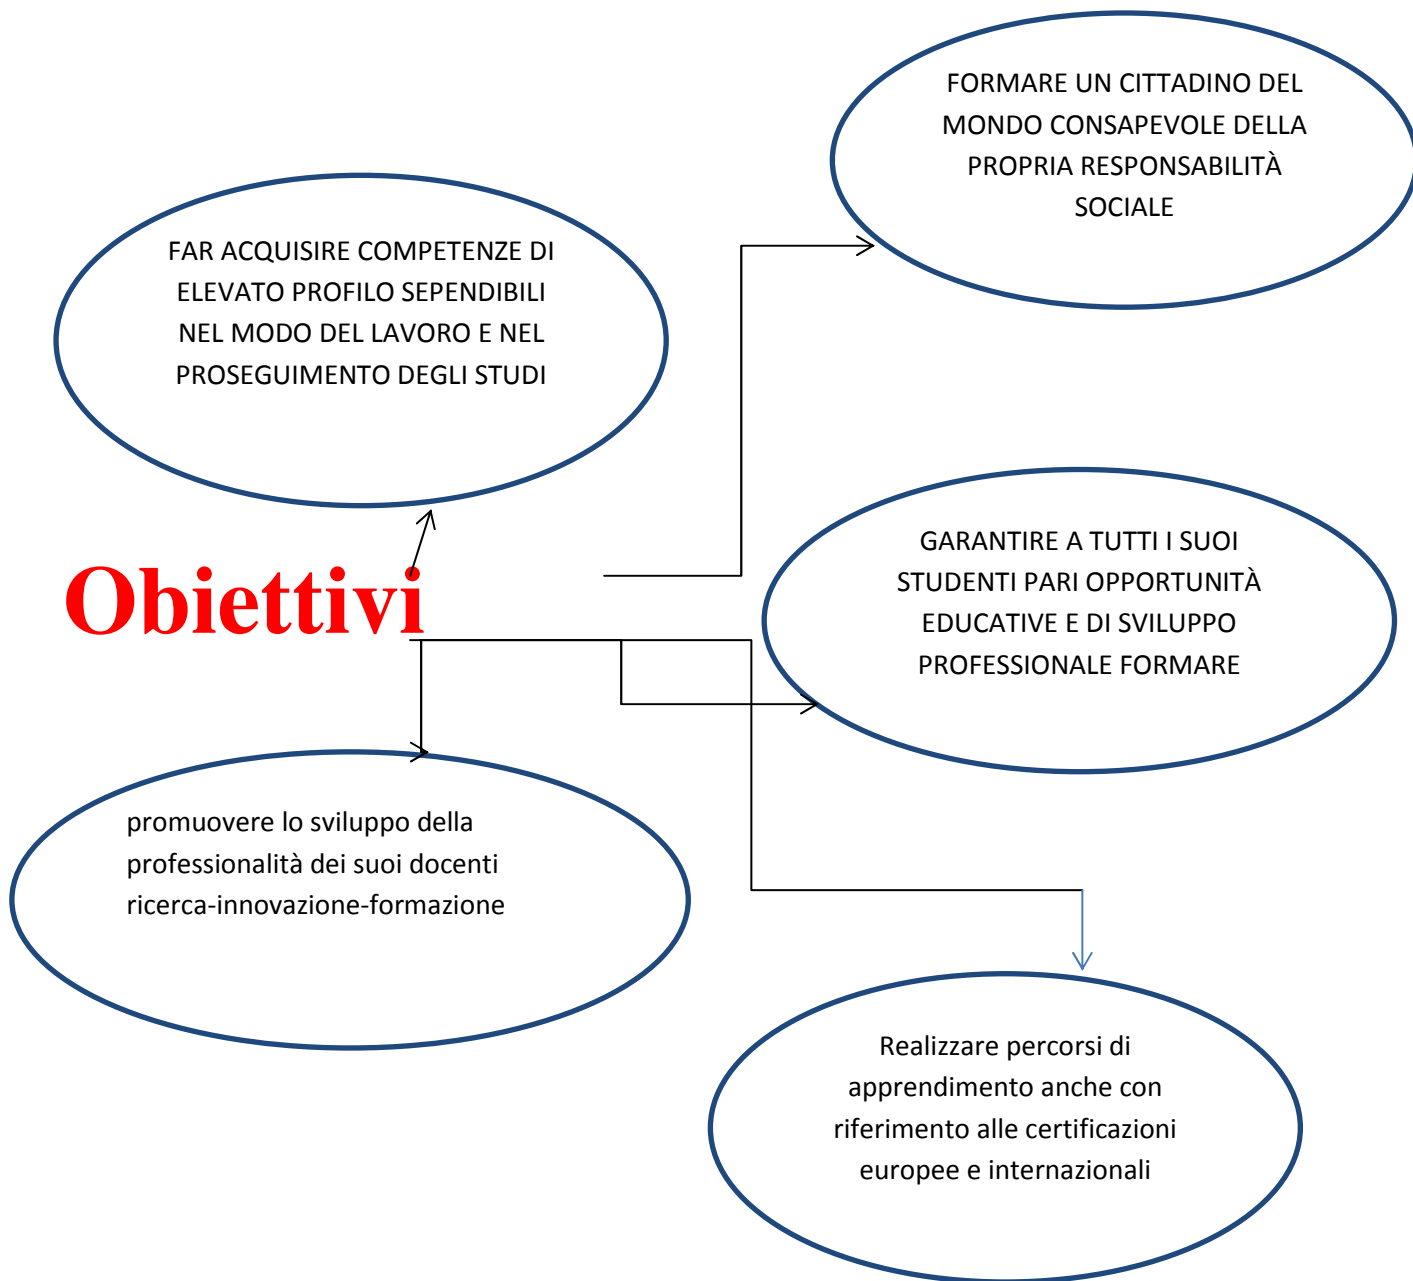 FORMARE UN CITTADINO DEL
MONDO CONSAPEVOLE DELLA
PROPRIA RESPONSABILITÀ
SOCIALE
FAR ACQUISIRE COMPETENZE DI
ELEVATO PROFILO SEPENDIBILI
NEL MODO DEL LAVORO E NEL
PROSEGUIMENTO DEGLI STUDI
Obiettivi
GARANTIRE A TUTTI I SUOI
STUDENTI PARI OPPORTUNITÀ
EDUCATIVE E DI SVILUPPO
PROFESSIONALE FORMARE
promuovere lo sviluppo della
professionalità dei suoi docenti
ricerca-innovazione-formazione
Realizzare percorsi di
apprendimento anche con
riferimento alle certificazioni
europee e internazionali